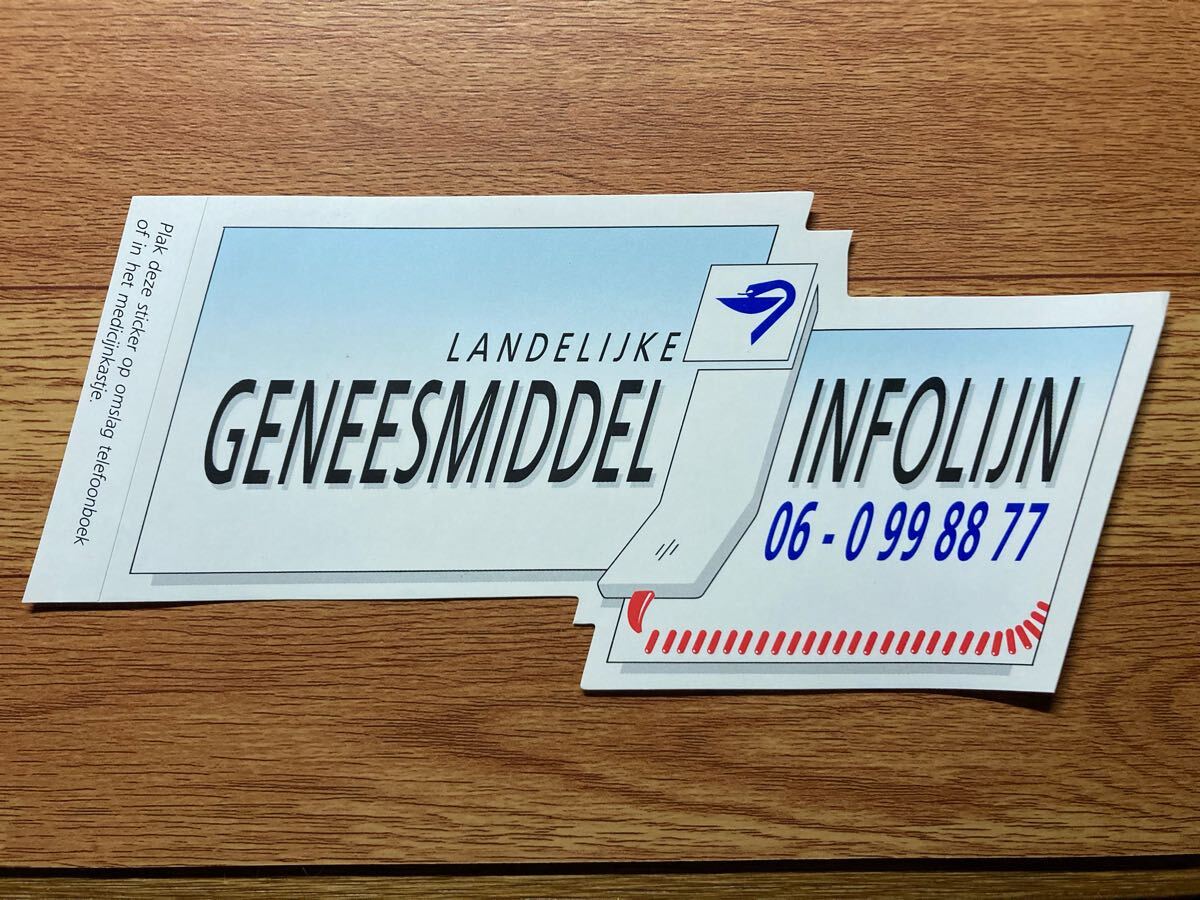 Plak deze sticker op omslag telefoonboek
of in het medicijnkastje.
LANDELIJKE
GENEESMIDDEL INFOLIJN
06 - 0 99 88 77